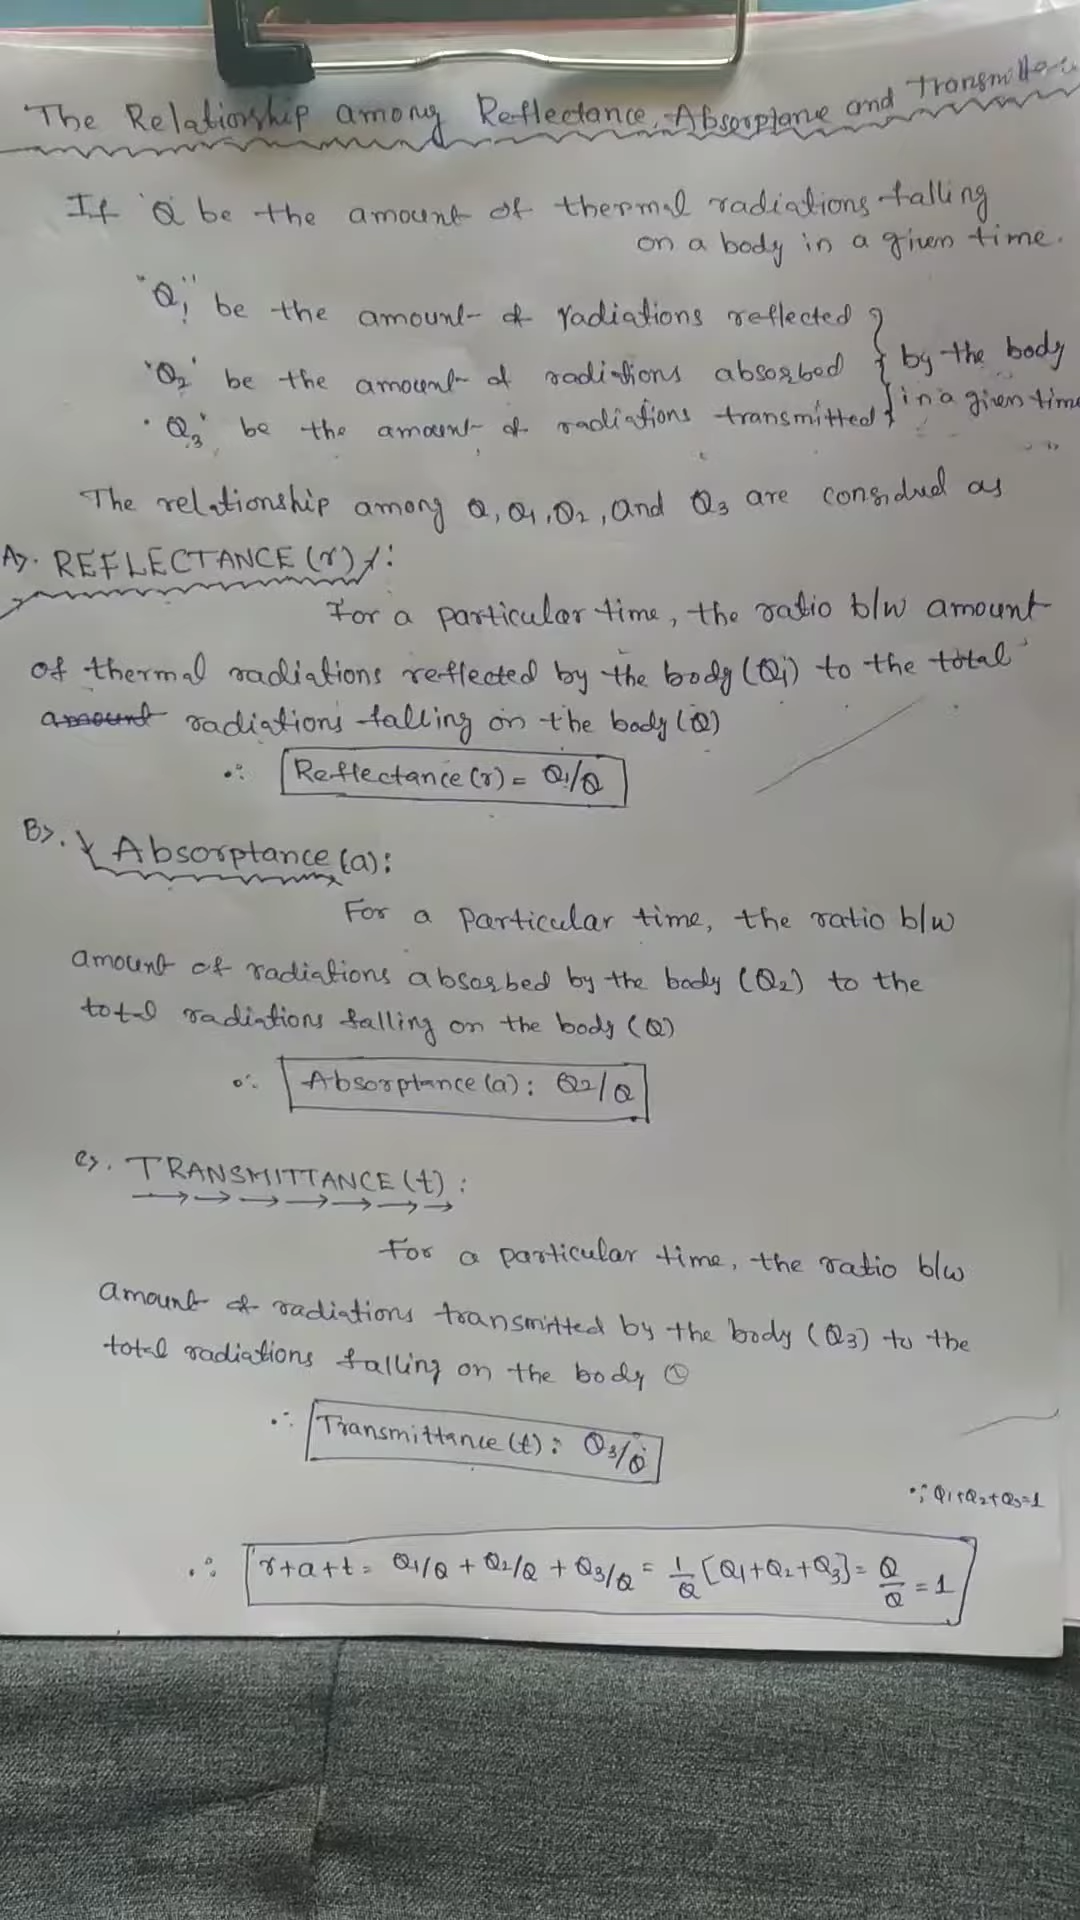 The Relationship among Reflectance, Absorptane and Transmittan
If 'Q be the amount of thermal radiations falling
on a body in a given time.
"Q1" be the amount of radiations reflected
'Q2' be the amount of radiations absorbed } by the body
'Q3' be the amount of radiations transmitted } in a given time
The relationship among Q, Q1, Q2, and Q3 are considued as
A>. REFLECTANCE (r):
For a particular time, the ratio b/w amount
of thermal radiations reflected by the body (Q1) to the total
amount radiations falling on the body (Q)
∴ Reflectance (r) = Q1/Q
B>. Absorptance (a):
For a particular time, the ratio b/w
amount of radiations absorbed by the body (Q2) to the
total radiations falling on the body (Q)
∴ Absorptance (a): Q2/Q
C>. TRANSMITTANCE (t):
For a particular time, the ratio b/w
amount of radiations transmitted by the body (Q3) to the
total radiations falling on the body
∴ Transmittance (t): Q3/Q
∵ Q1+Q2+Q3=1
∴ r+a+t = Q1/Q + Q2/Q + Q3/Q = 1/Q [Q1+Q2+Q3] = Q/Q = 1